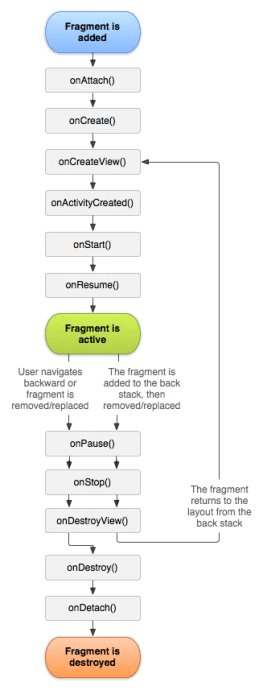 Fragment is
added
onAttach()
onCreate()
onCreateView()
onActivityCreated()
onStart()
onResume()
Fragment is
active
User navigates
backward or
fragment is
removed/replaced
The fragment is
added to the back
stack, then
removed/replaced
onPause()
onStop()
onDestroyView()
The fragment
returns to the
layout from the
back stack
onDestroy()
onDetach()
Fragment is
destroyed